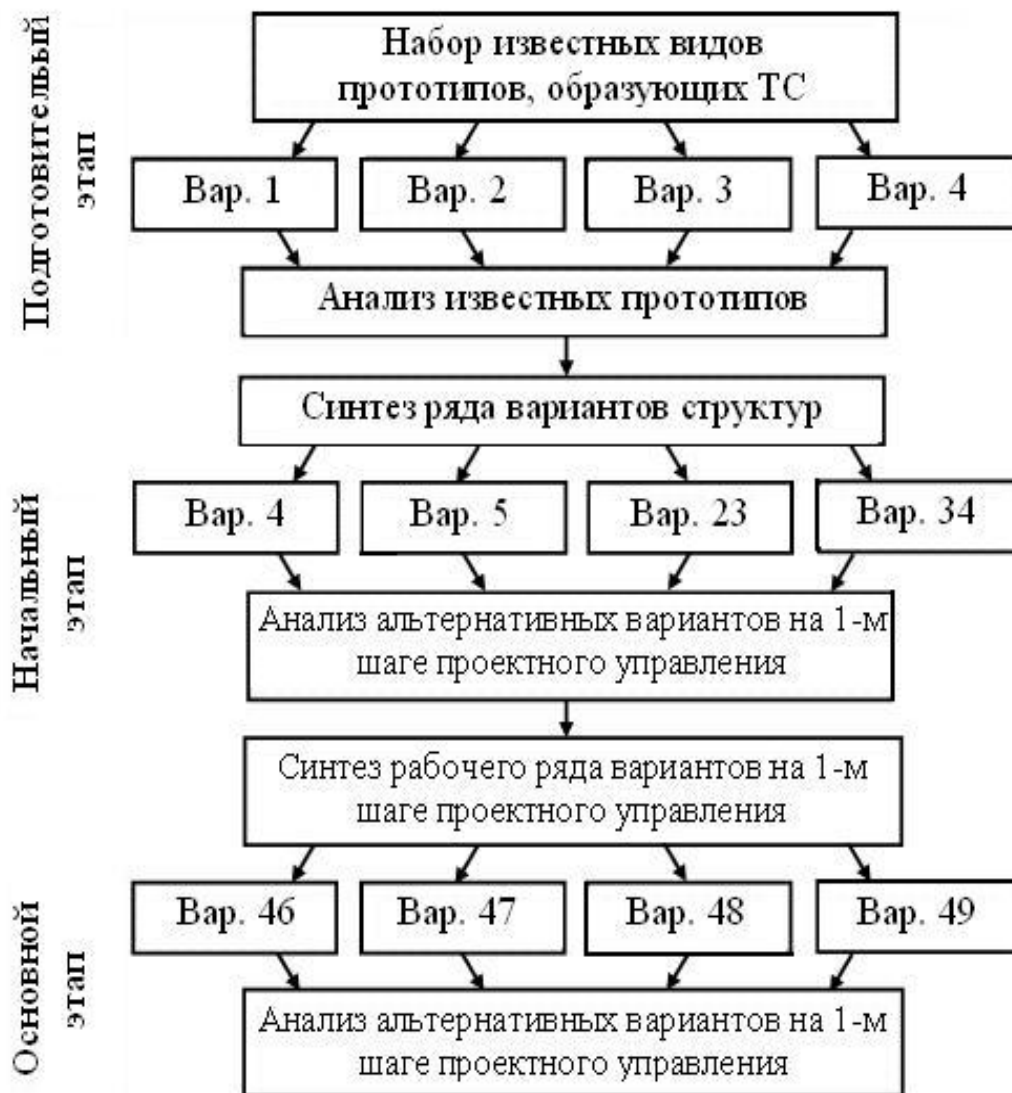 Подготовительый
этап
Набор известных видов
прототипов, образующих ТС
Вар. 1
Вар. 2
Вар. 3
Вар. 4
Анализ известных прототипов
Начальный
этап
Синтез ряда вариантов структур
Вар. 4
Вар. 5
Вар. 23
Вар. 34
Анализ альтернативных вариантов на 1-м
шаге проектного управления
Основной
этап
Синтез рабочего ряда вариантов на 1-м
шаге проектного управления
Вар. 46
Вар. 47
Вар. 48
Вар. 49
Анализ альтернативных вариантов на 1-м
шаге проектного управления